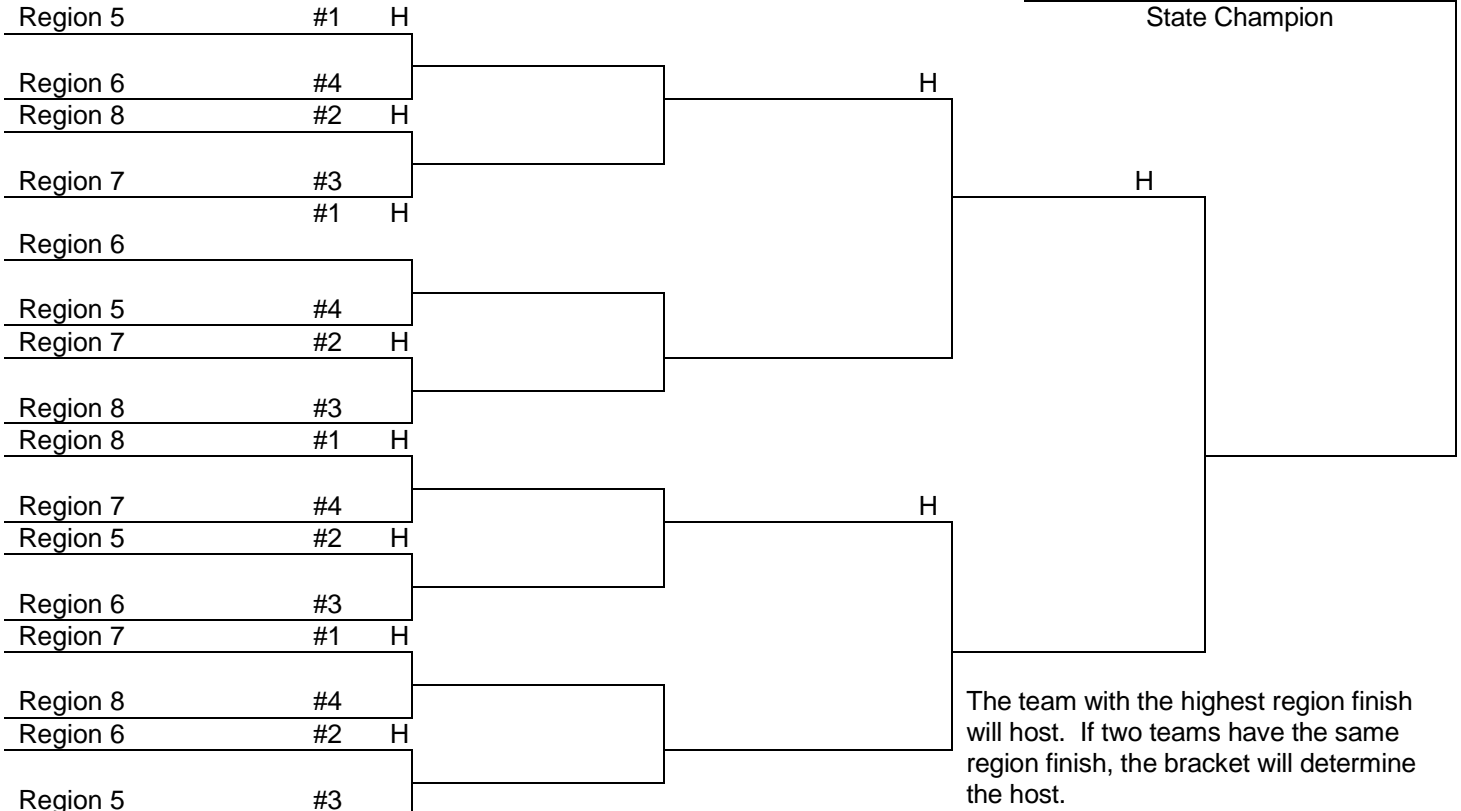 Region 5 #1 H
State Champion
Region 6 #4
H
Region 8 #2 H
Region 7 #3
H
#1 H
Region 6
Region 5 #4
Region 7 #2 H
Region 8 #3
Region 8 #1 H
Region 7 #4
H
Region 5 #2 H
Region 6 #3
Region 7 #1 H
Region 8 #4
Region 6 #2 H
Region 5 #3
The team with the highest region finish
will host. If two teams have the same
region finish, the bracket will determine
the host.